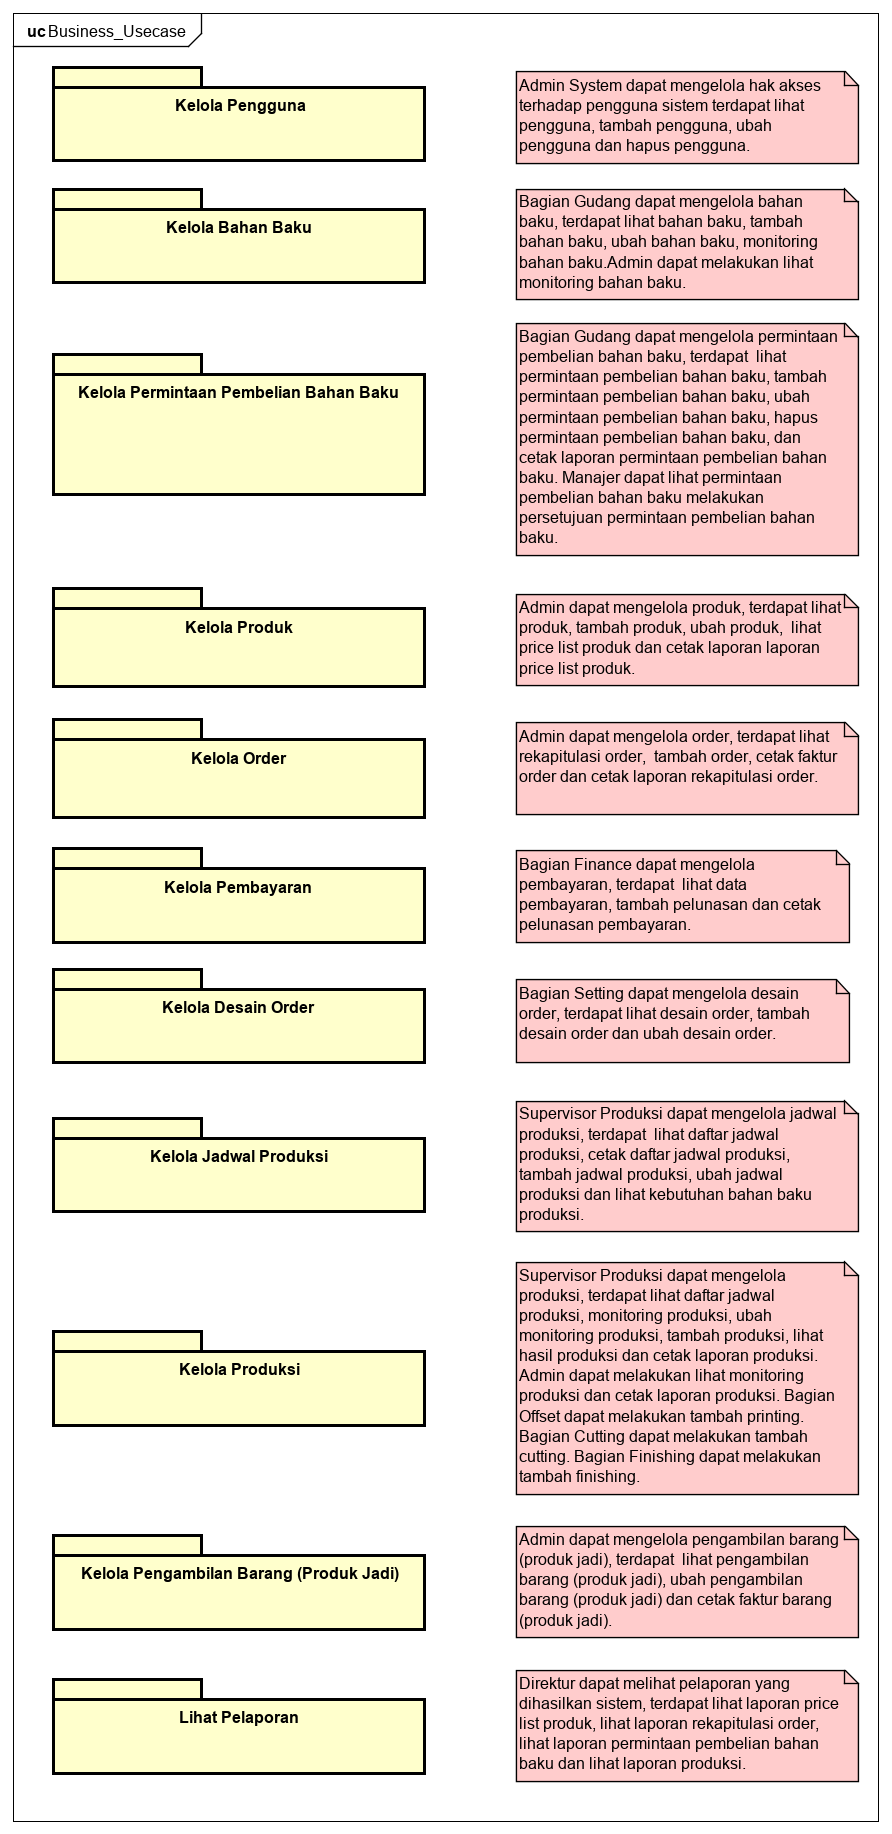 uc Business_Usecase
Kelola Pengguna
Admin System dapat mengelola hak akses
terhadap pengguna sistem terdapat lihat
pengguna, tambah pengguna, ubah
pengguna dan hapus pengguna.
Kelola Bahan Baku
Bagian Gudang dapat mengelola bahan
baku, terdapat lihat bahan baku, tambah
bahan baku, ubah bahan baku, monitoring
bahan baku.Admin dapat melakukan lihat
monitoring bahan baku.
Kelola Permintaan Pembelian Bahan Baku
Bagian Gudang dapat mengelola permintaan
pembelian bahan baku, terdapat  lihat
permintaan pembelian bahan baku, tambah
permintaan pembelian bahan baku, ubah
permintaan pembelian bahan baku, hapus
permintaan pembelian bahan baku, dan
cetak laporan permintaan pembelian bahan
baku. Manajer dapat lihat permintaan
pembelian bahan baku melakukan
persetujuan permintaan pembelian bahan
baku.
Kelola Produk
Admin dapat mengelola produk, terdapat lihat
produk, tambah produk, ubah produk,  lihat
price list produk dan cetak laporan laporan
price list produk.
Kelola Order
Admin dapat mengelola order, terdapat lihat
rekapitulasi order,  tambah order, cetak faktur
order dan cetak laporan rekapitulasi order.
Kelola Pembayaran
Bagian Finance dapat mengelola
pembayaran, terdapat  lihat data
pembayaran, tambah pelunasan dan cetak
pelunasan pembayaran.
Kelola Desain Order
Bagian Setting dapat mengelola desain
order, terdapat lihat desain order, tambah
desain order dan ubah desain order.
Kelola Jadwal Produksi
Supervisor Produksi dapat mengelola jadwal
produksi, terdapat  lihat daftar jadwal
produksi, cetak daftar jadwal produksi,
tambah jadwal produksi, ubah jadwal
produksi dan lihat kebutuhan bahan baku
produksi.
Kelola Produksi
Supervisor Produksi dapat mengelola
produksi, terdapat lihat daftar jadwal
produksi, monitoring produksi, ubah
monitoring produksi, tambah produksi, lihat
hasil produksi dan cetak laporan produksi.
Admin dapat melakukan lihat monitoring
produksi dan cetak laporan produksi. Bagian
Offset dapat melakukan tambah printing.
Bagian Cutting dapat melakukan tambah
cutting. Bagian Finishing dapat melakukan
tambah finishing.
Kelola Pengambilan Barang (Produk Jadi)
Admin dapat mengelola pengambilan barang
(produk jadi), terdapat  lihat pengambilan
barang (produk jadi), ubah pengambilan
barang (produk jadi) dan cetak faktur barang
(produk jadi).
Lihat Pelaporan
Direktur dapat melihat pelaporan yang
dihasilkan sistem, terdapat lihat laporan price
list produk, lihat laporan rekapitulasi order,
lihat laporan permintaan pembelian bahan
baku dan lihat laporan produksi.